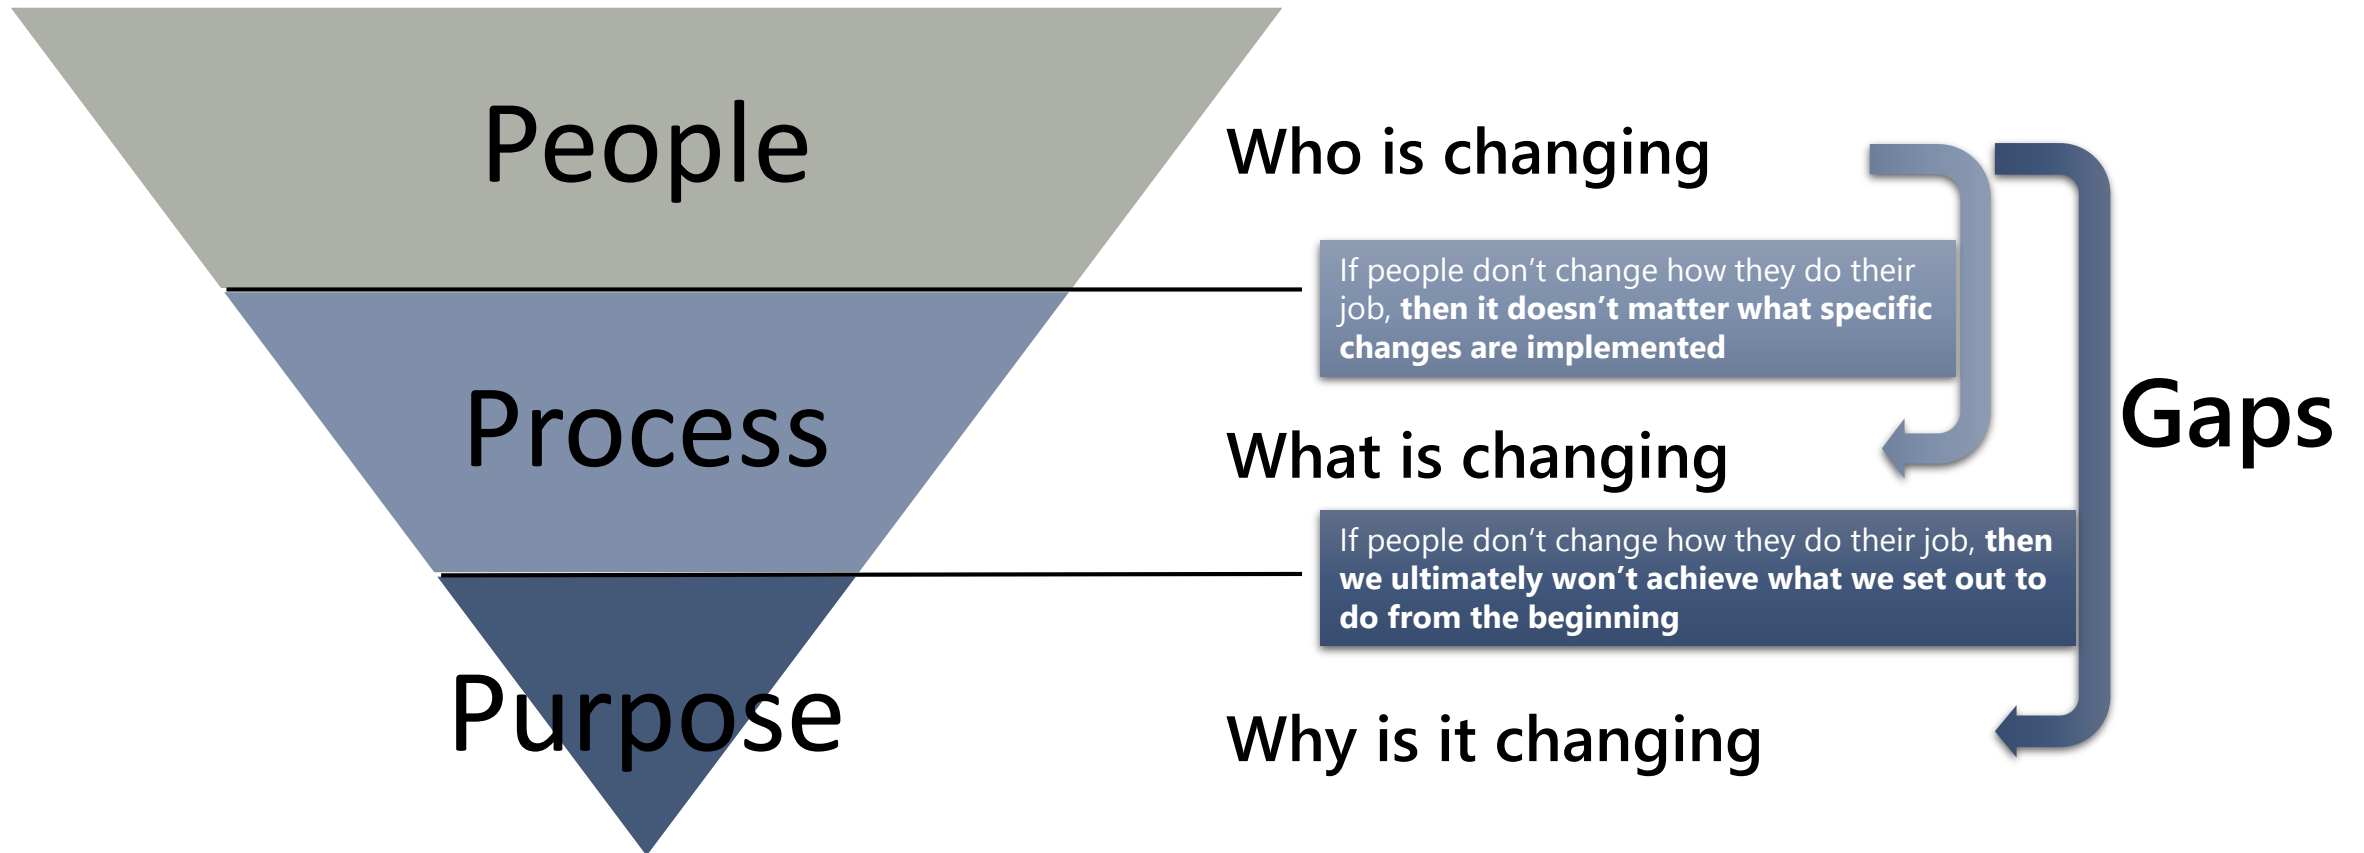 People
Who is changing
If people don’t change how they do their
job, then it doesn’t matter what specific
changes are implemented
Process
What is changing
Gaps
If people don’t change how they do their job, then
we ultimately won’t achieve what we set out to
do from the beginning
Purpose
Why is it changing